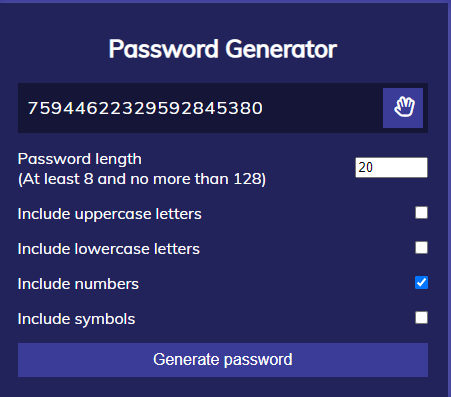 Password Generator
75944622329592845380
Password length
(At least 8 and no more than 128)
20
Include uppercase letters
Include lowercase letters
Include numbers
Include symbols
Generate password